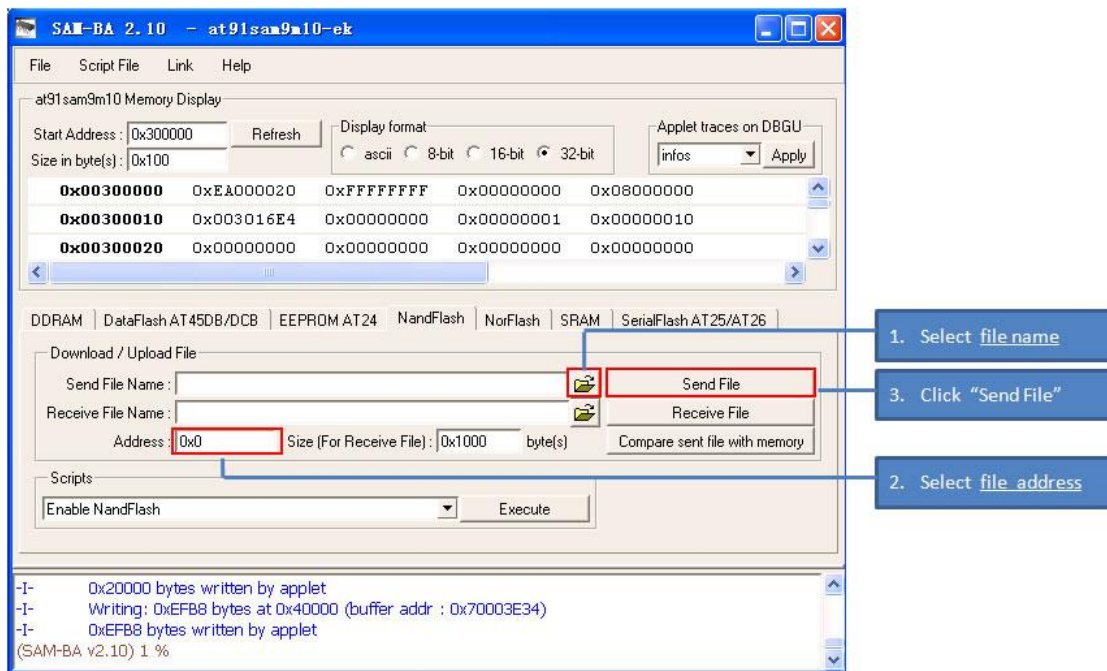 SAM-BA 2.10 - at91sam9m10-ek
File Script File Link Help
at91sam9m10 Memory Display
Start Address : 0x300000 Refresh Display format Applet traces on DBGU
Size in byte(s) : 0x100 ascii 8-bit 16-bit 32-bit infos Apply
0x00300000 0xEA000020 0xFFFFFFFF 0x00000000 0x08000000
0x00300010 0x003016E4 0x00000000 0x00000001 0x00000010
0x00300020 0x00000000 0x00000000 0x00000000 0x00000000
DDRAM DataFlash AT45DB/DCB EEPROM AT24 NandFlash NorFlash SRAM SerialFlash AT25/AT26
1. Select file name
Download / Upload File
Send File Name : Send File
3. Click “Send File”
Receive File Name : Receive File
Address : 0x0 Size (For Receive File) : 0x1000 byte(s) Compare sent file with memory
2. Select file address
Scripts
Enable NandFlash Execute
-I- 0x20000 bytes written by applet
-I- Writing: 0xEFB8 bytes at 0x40000 (buffer addr : 0x70003E34)
-I- 0xEFB8 bytes written by applet
(SAM-BA v2.10) 1 %